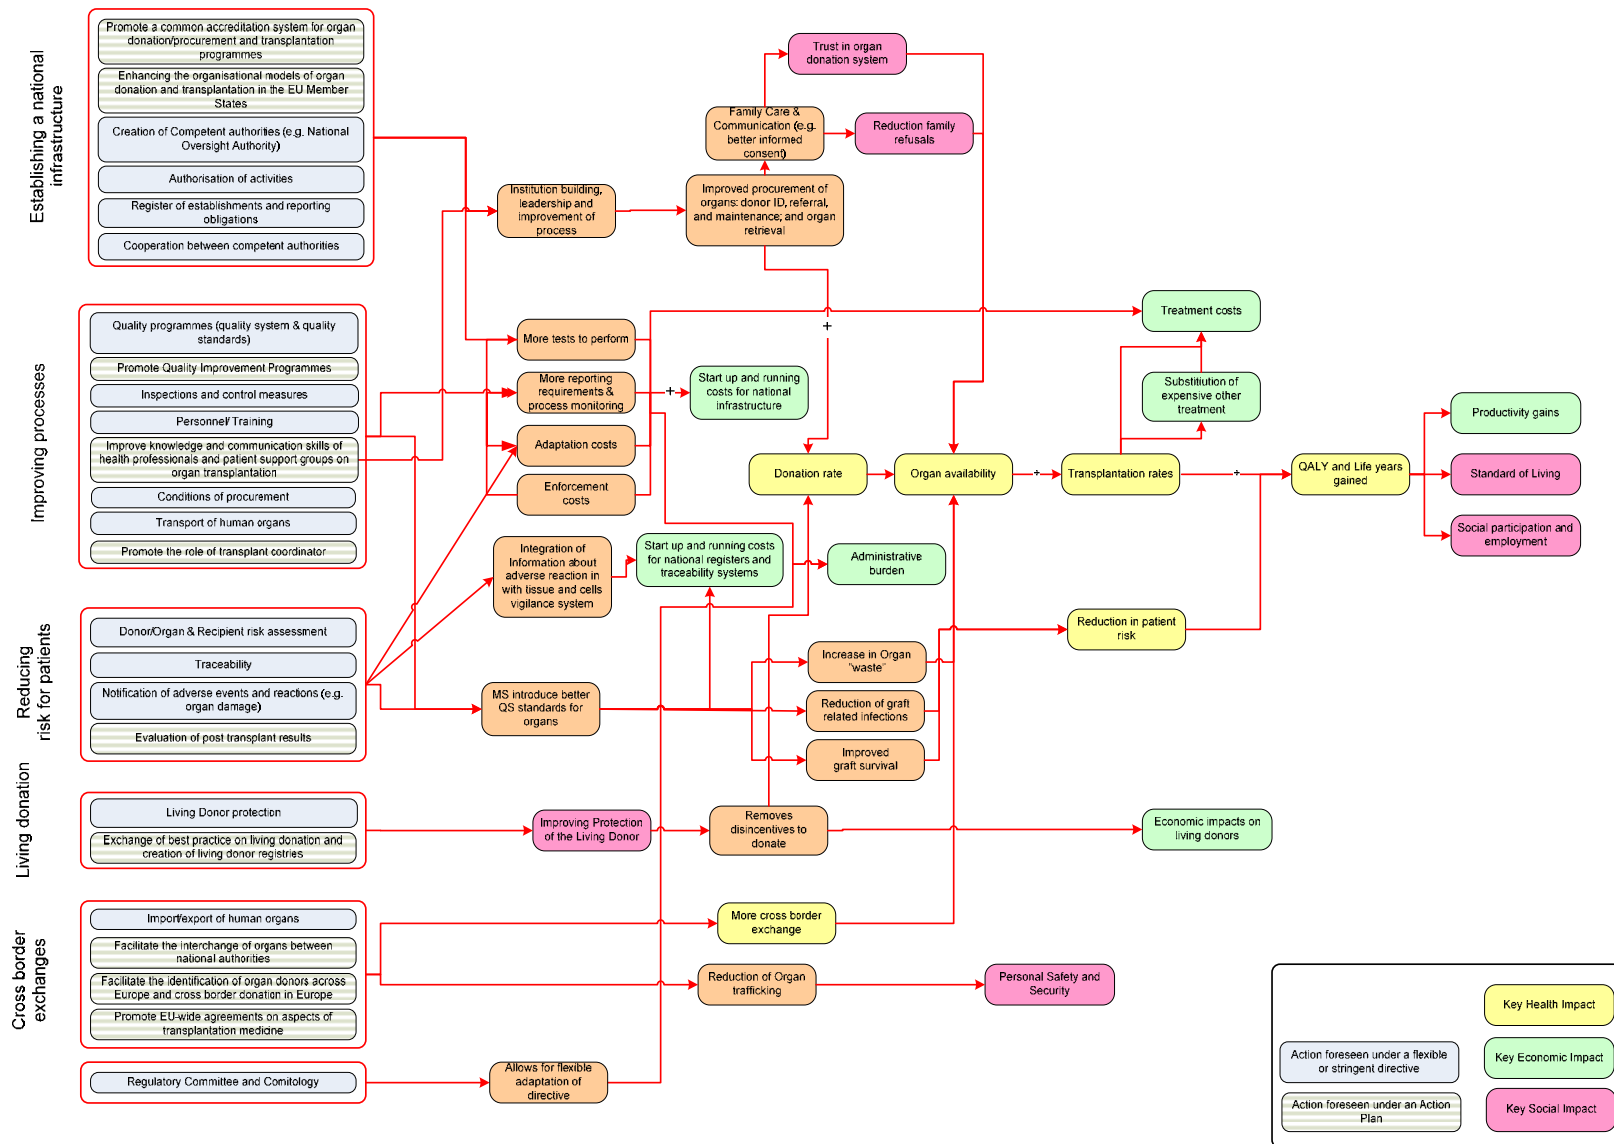 Establishing a national
infrastructure
Promote a common accreditation system for organ
donation/procurement and transplantation
programmes
Enhancing the organisational models of organ
donation and transplantation in the EU Member
States
Creation of Competent authorities (e.g. National
Oversight Authority)
Authorisation of activities
Register of establishments and reporting
obligations
Cooperation between competent authorities
Institution building,
leadership and
improvement of
process
Improved procurement of
organs: donor ID, referral,
and maintenance; and organ
retrieval
Family Care &
Communication (e.g.
better informed
consent)
Trust in organ
donation system
Reduction family
refusals
Improving processes
Quality programmes (quality system & quality
standards)
Promote Quality Improvement Programmes
Inspections and control measures
Personnel/ Training
Improve knowledge and communication skills of
health professionals and patient support groups on
organ transplantation
Conditions of procurement
Transport of human organs
Promote the role of transplant coordinator
More tests to perform
More reporting
requirements &
process monitoring
Adaptation costs
Enforcement
costs
+
Start up and running
costs for national
infrastructure
+
Treatment costs
Substitiution of
expensive other
treatment
Donation rate
Organ availability
+
Transplantation rates
+
QALY and Life years
gained
Productivity gains
Standard of Living
Social participation and
employment
Integration of
Information about
adverse reaction in
with tissue and cells
vigilance system
Start up and running costs
for national registers and
traceability systems
Administrative
burden
Reducing
risk for patients
Donor/Organ & Recipient risk assessment
Traceability
Notification of adverse events and reactions (e.g.
organ damage)
Evaluation of post transplant results
MS introduce better
QS standards for
organs
Increase in Organ
"waste"
Reduction of graft
related infections
Improved
graft survival
Reduction in patient
risk
Living donation
Living Donor protection
Exchange of best practice on living donation and
creation of living donor registries
Improving Protection
of the Living Donor
Removes
disincentives to
donate
Economic impacts on
living donors
Cross border
exchanges
Import/export of human organs
Facilitate the interchange of organs between
national authorities
Facilitate the identification of organ donors across
Europe and cross border donation in Europe
Promote EU-wide agreements on aspects of
transplantation medicine
More cross border
exchange
Reduction of Organ
trafficking
Personal Safety and
Security
Regulatory Committee and Comitology
Allows for flexible
adaptation of
directive
Key Health Impact
Action foreseen under a flexible
or stringent directive
Key Economic Impact
Action foreseen under an Action
Plan
Key Social Impact